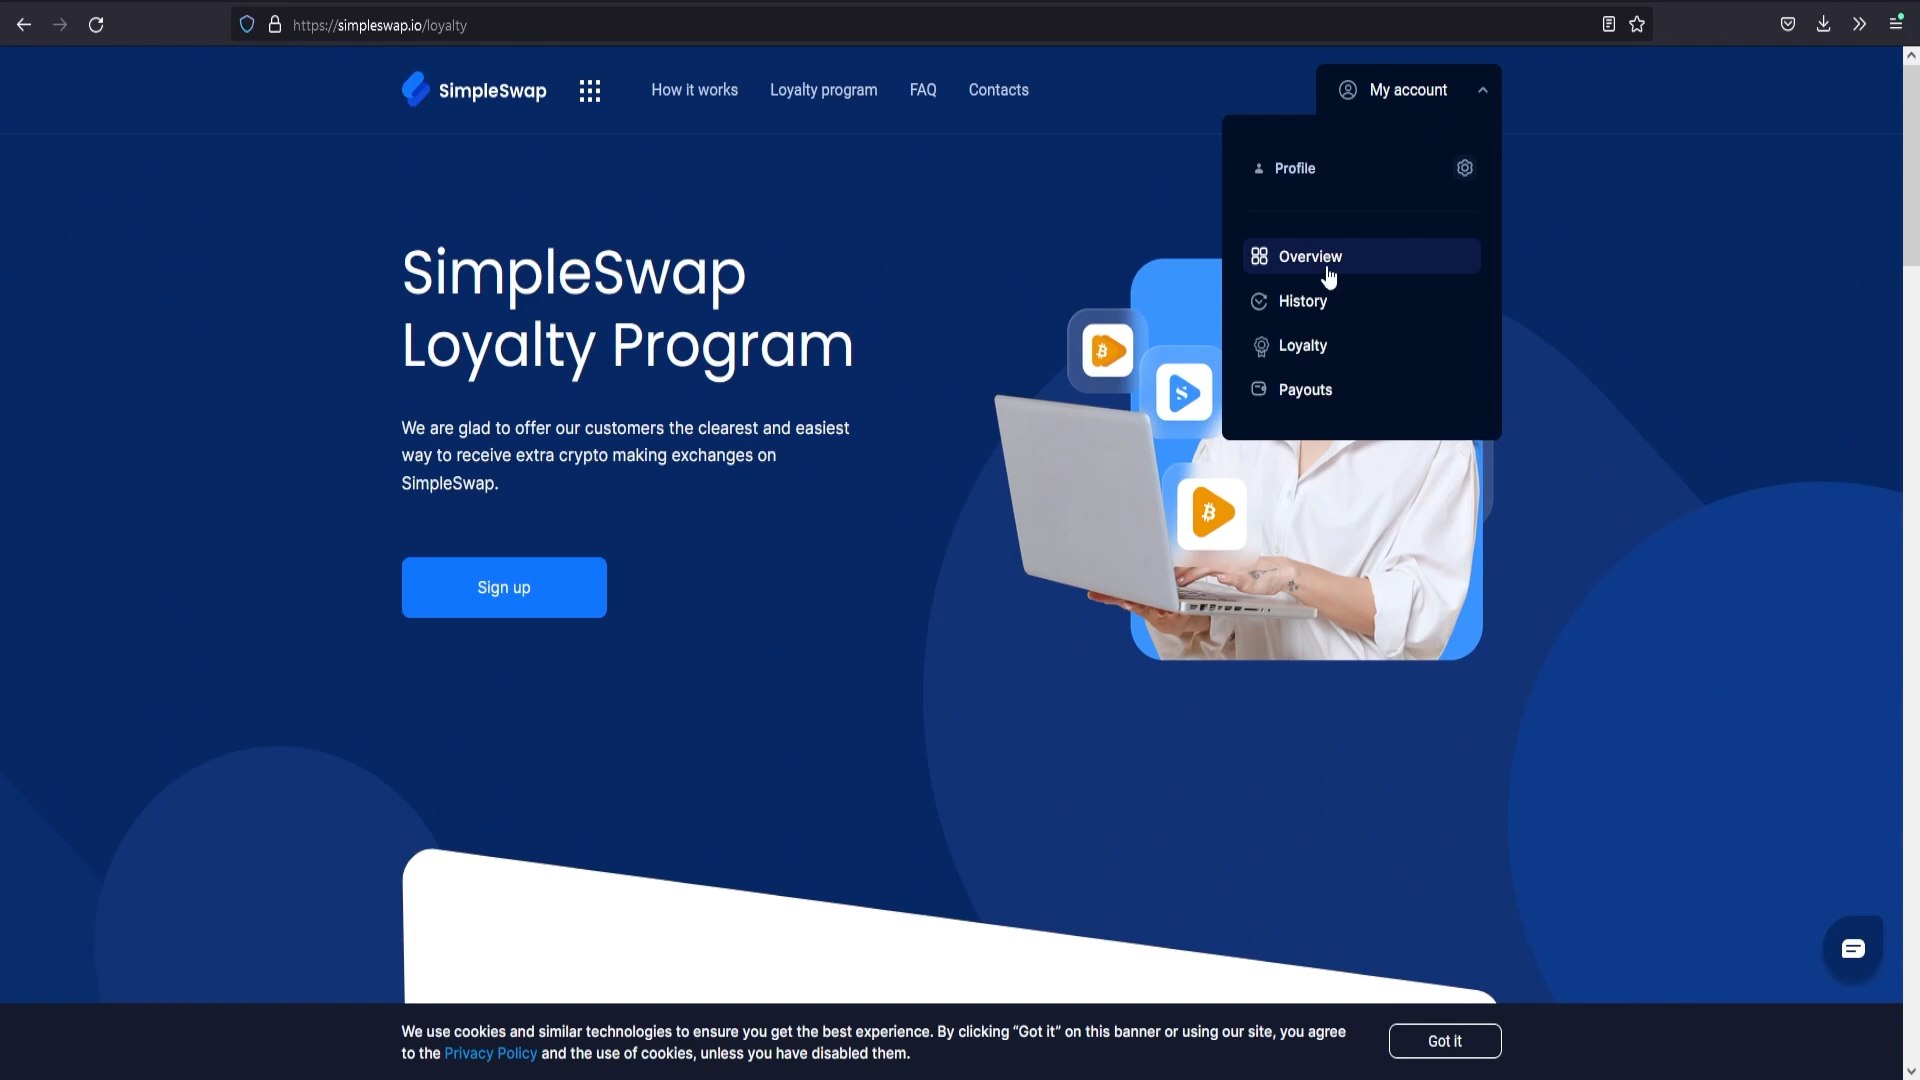 https://simpleswap.io/loyalty
SimpleSwap
How it works
Loyalty program
FAQ
Contacts
My account
Profile
Overview
History
Loyalty
Payouts
SimpleSwap
Loyalty Program
We are glad to offer our customers the clearest and easiest
way to receive extra crypto making exchanges on
SimpleSwap.
Sign up
We use cookies and similar technologies to ensure you get the best experience. By clicking “Got it” on this banner or using our site, you agree
to the Privacy Policy and the use of cookies, unless you have disabled them.
Got it